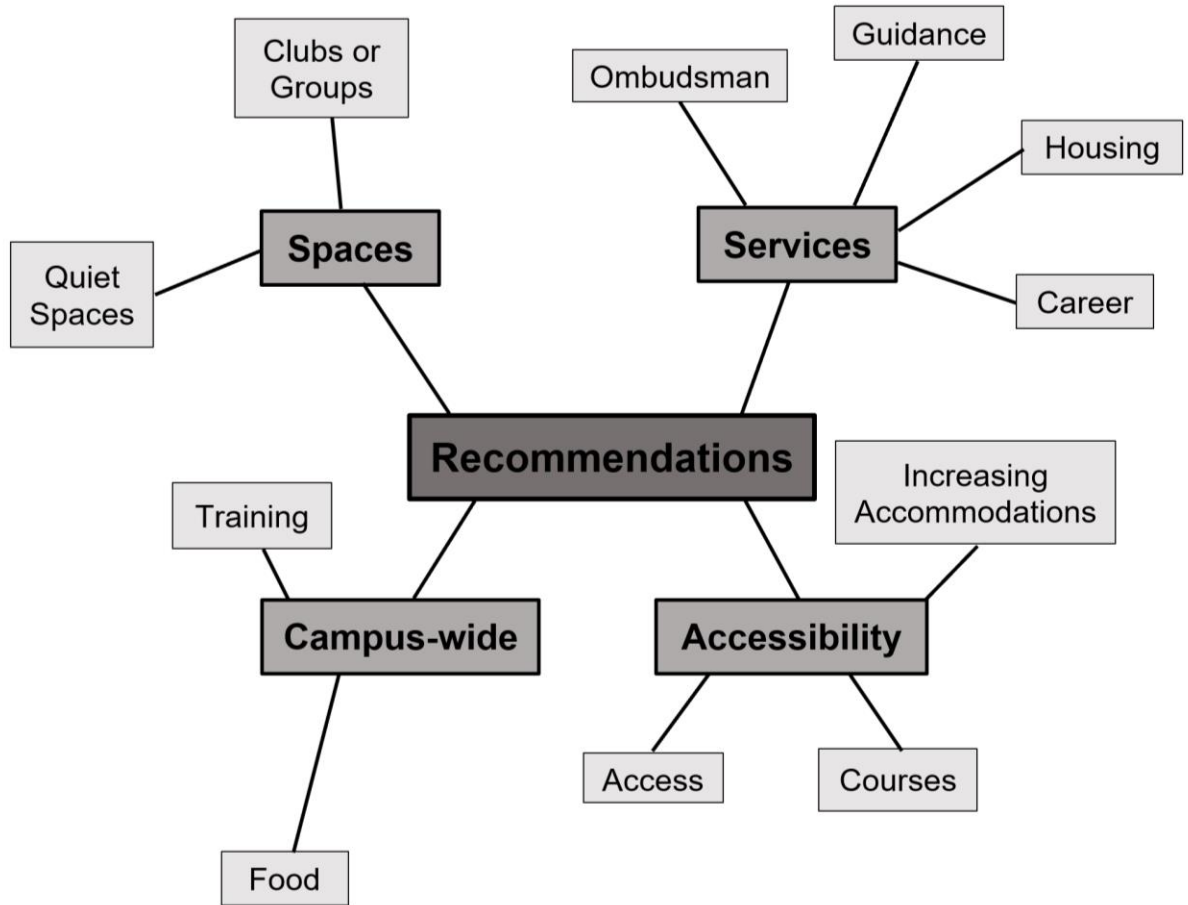 Clubs or
Groups
Quiet
Spaces
Spaces
Ombudsman
Guidance
Housing
Career
Services
Recommendations
Training
Campus-wide
Food
Increasing
Accommodations
Accessibility
Access
Courses